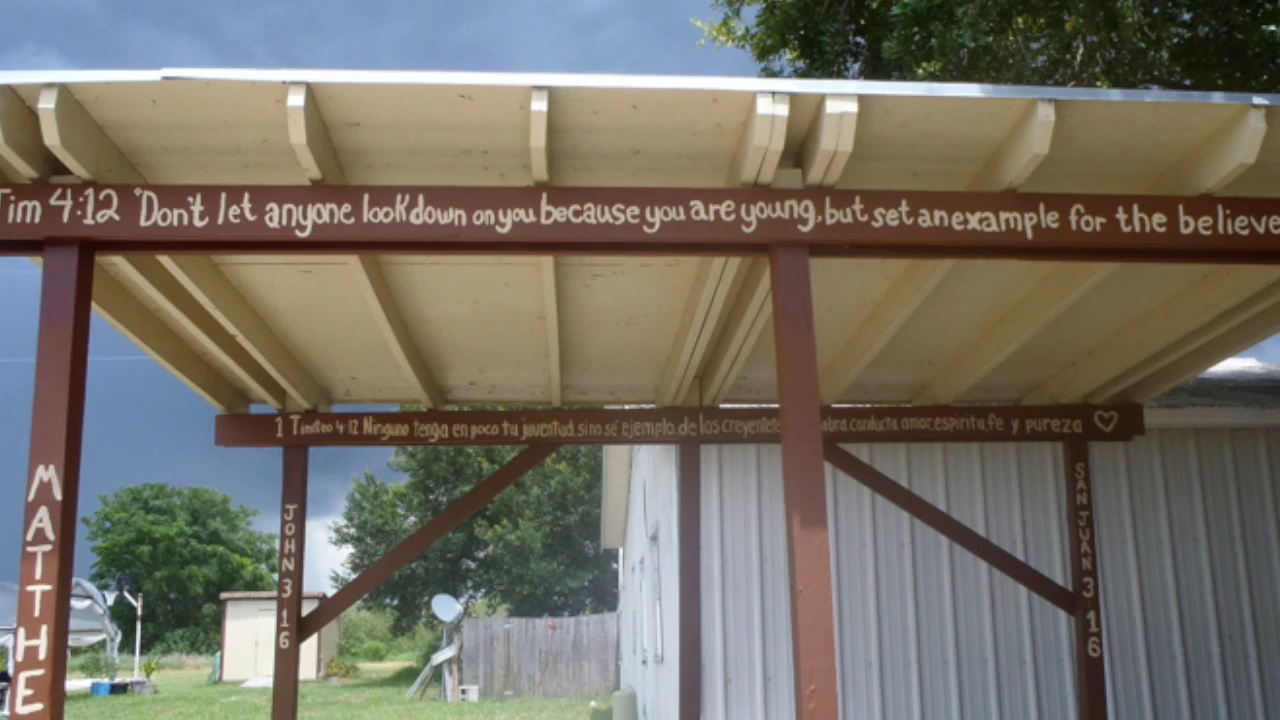 Tim 4:12 "Don't let anyone look down on you because you are young, but set an example for the believe
1 Timoteo 4:12 Ninguno tenga en poco tu juventud, sino sé ejemplo de los creyentes conducta amor espiritu, fe y pureza ♡
MATTHE
JOHN 3 16
SAN JUAN 3 16